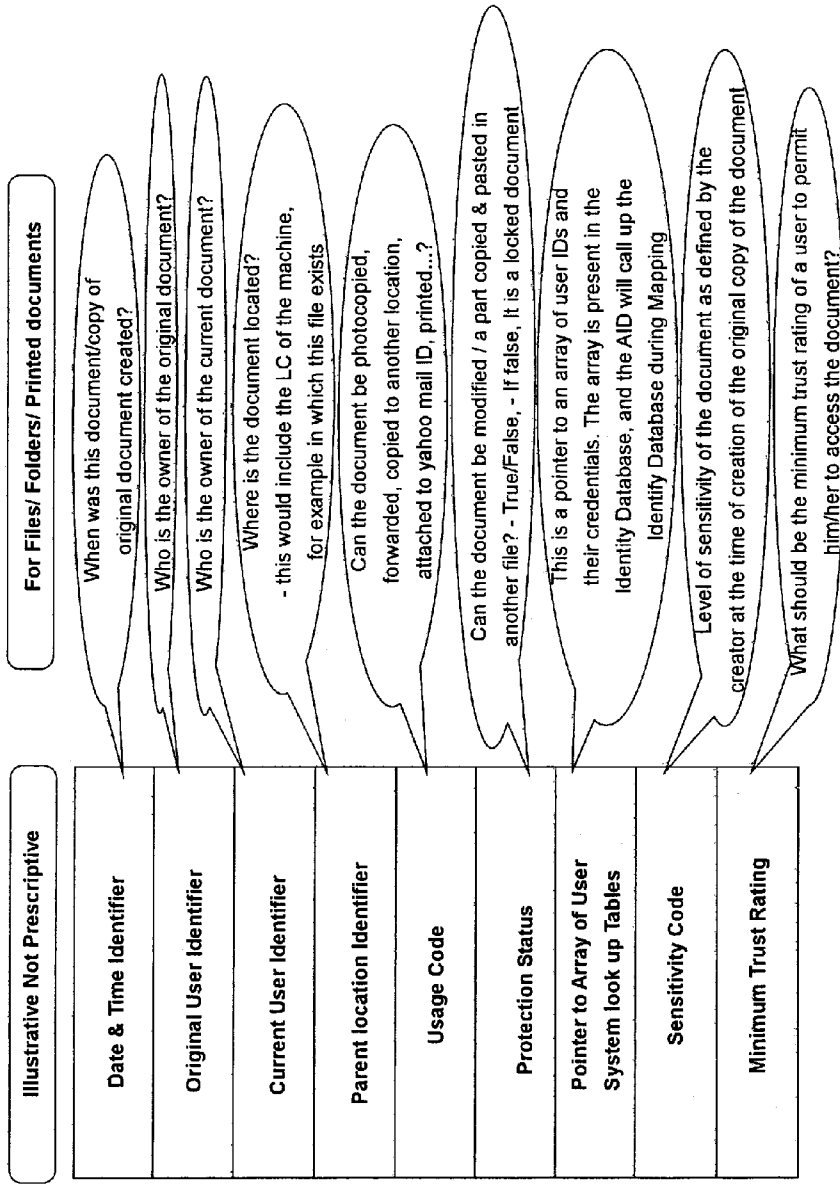 Illustrative Not Prescriptive
For Files/ Folders/ Printed documents
Date & Time Identifier
When was this document/copy of
original document created?
Original User Identifier
Who is the owner of the original document?
Current User Identifier
Who is the owner of the current document?
Parent location Identifier
Where is the document located?
- this would include the LC of the machine,
for example in which this file exists
Usage Code
Can the document be photocopied,
forwarded, copied to another location,
attached to yahoo mail ID, printed...?
Protection Status
Can the document be modified / a part copied & pasted in
another file? - True/False, - If false, It is a locked document
Pointer to Array of User
System look up Tables
This is a pointer to an array of user IDs and
their credentials. The array is present in the
Identity Database, and the AID will call up the
Identity Database during Mapping
Sensitivity Code
Level of sensitivity of the document as defined by the
creator at the time of creation of the original copy of the document
Minimum Trust Rating
What should be the minimum trust rating of a user to permit
him/her to access the document?